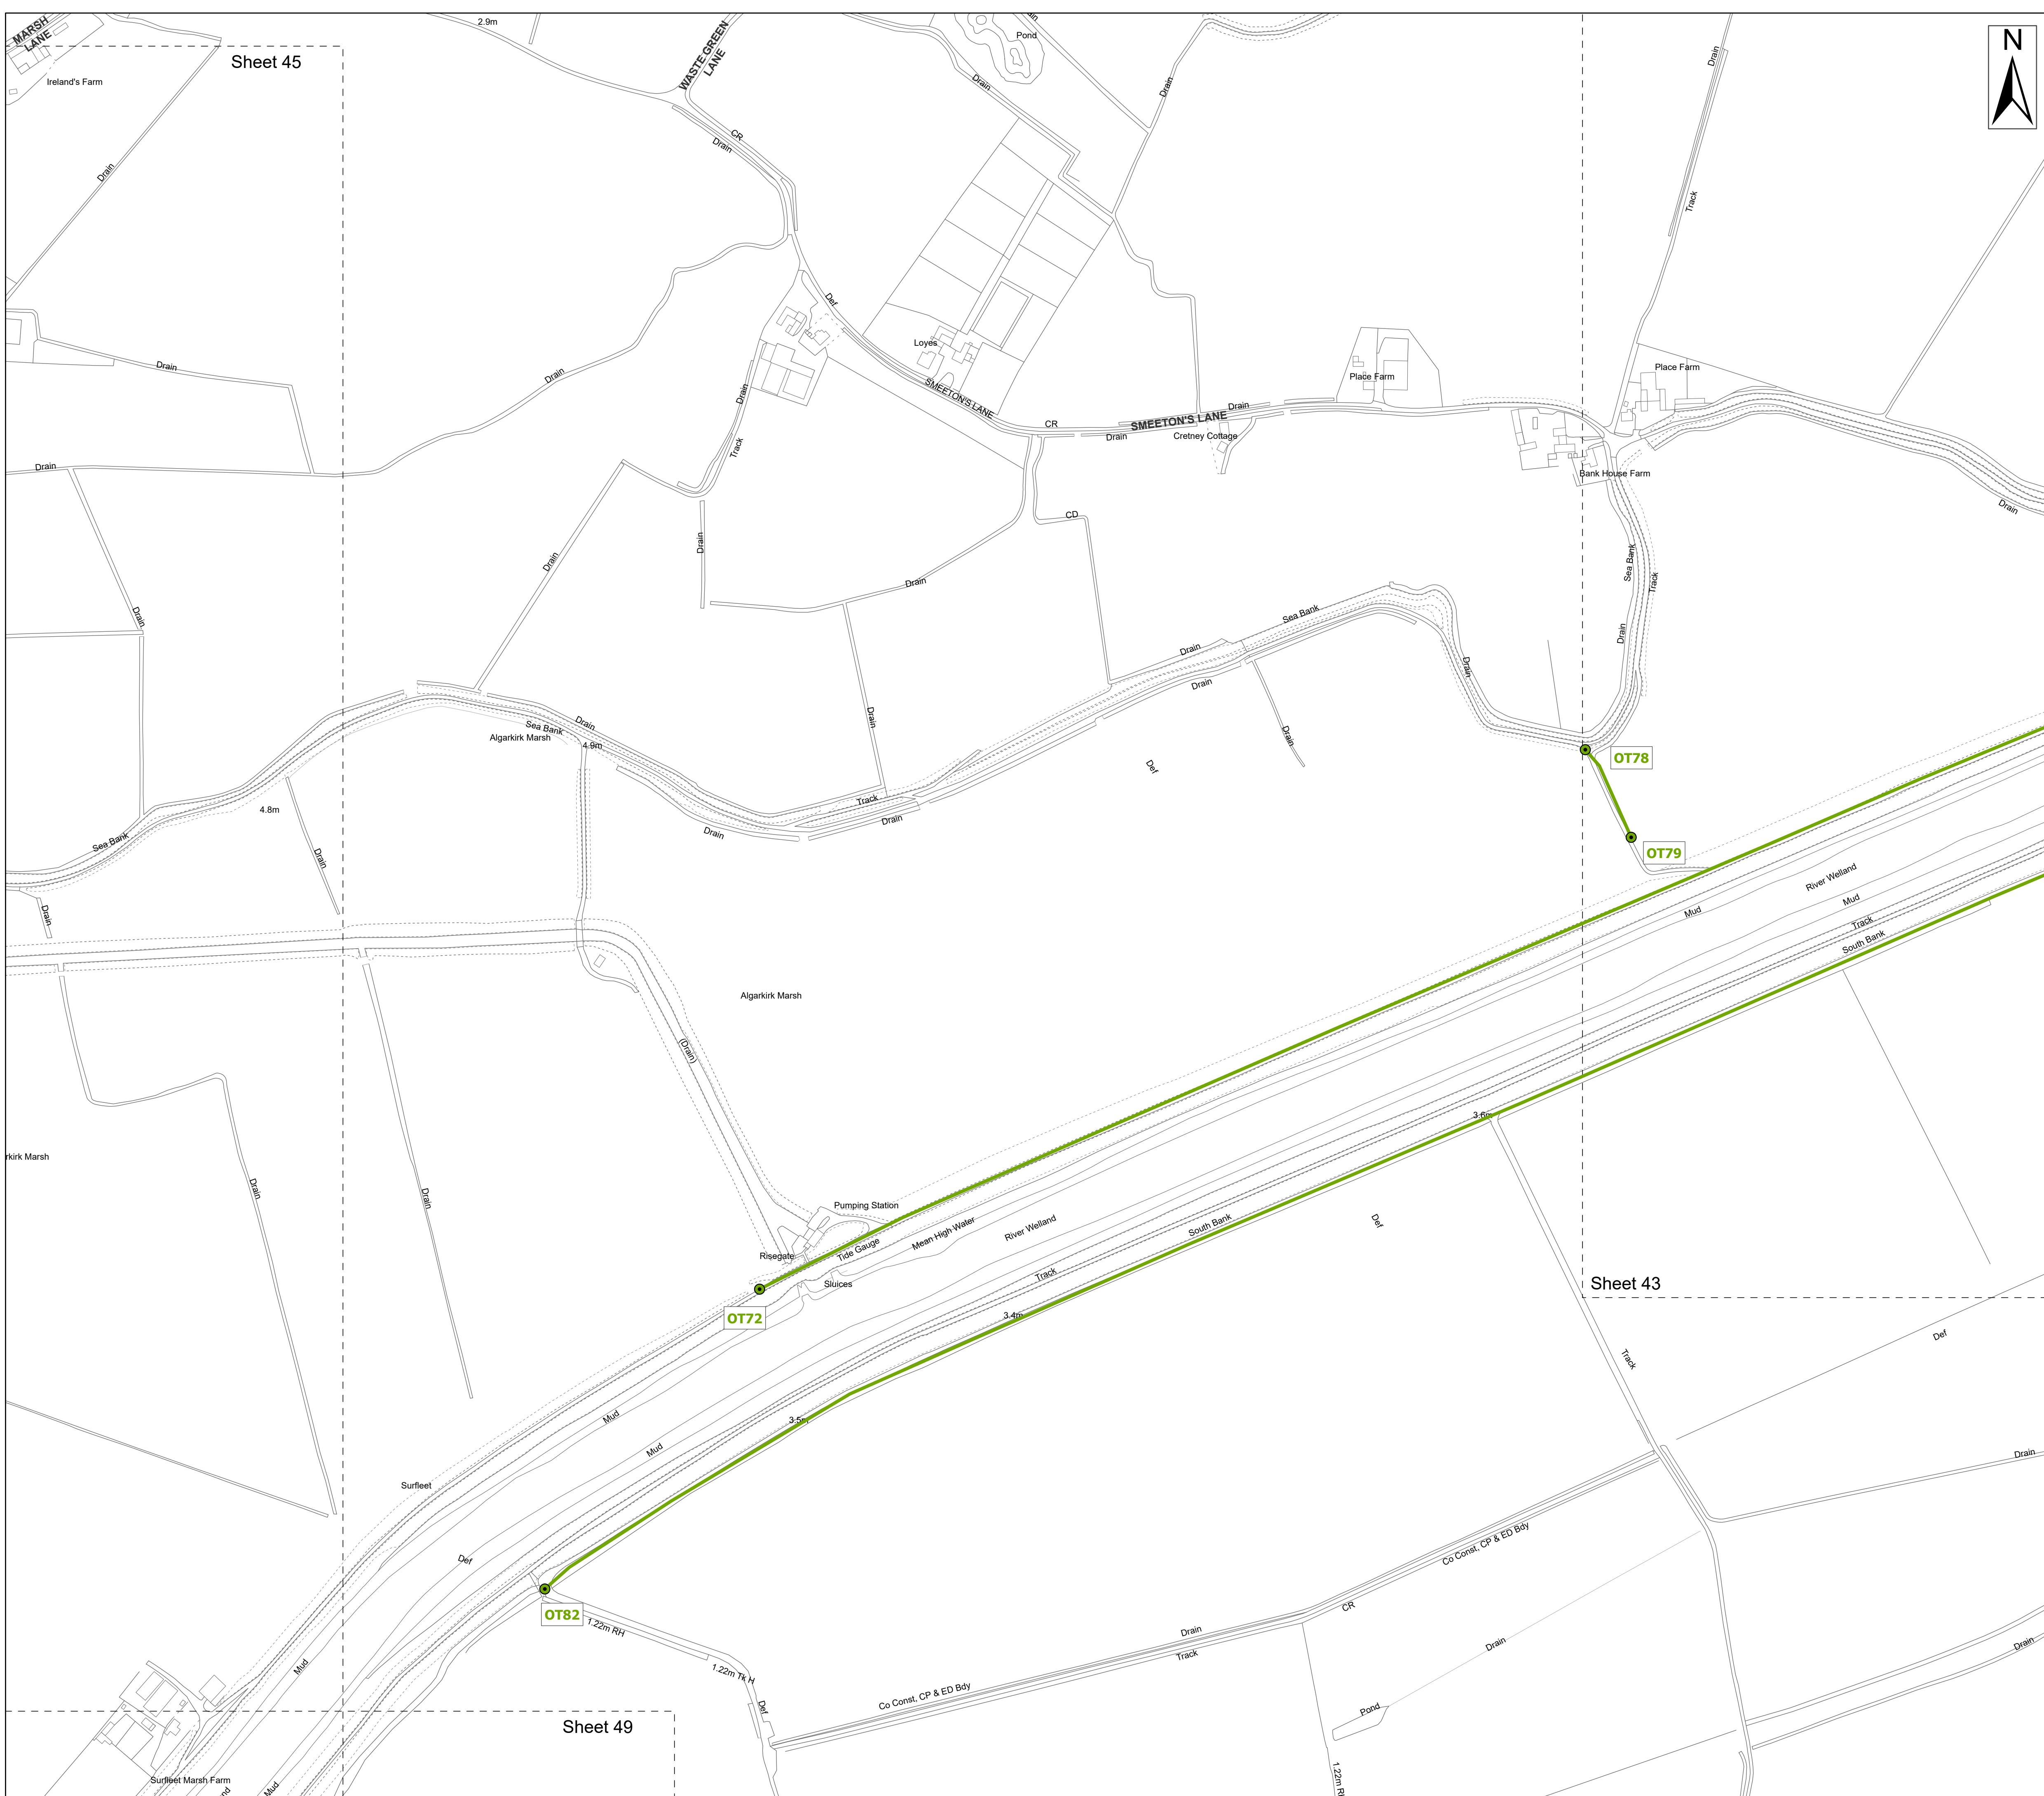 MARSH
LANE
2.9m
WASTE GREEN
LANE
Pond
Drain
N
Sheet 45
Ireland's Farm
Drain
Drain
Drain
CR
Drain
Drain
Track
Def
Loyes
SMEETON'S LANE
Drain
Drain
Drain
Track
Place Farm
Place Farm
CR
SMEETON'S LANE
Drain
Drain
Cretney Cottage
Bank House Farm
Drain
Drain
CD
Drain
Drain
Drain
Drain
Sea Bank
Track
Drain
Sea Bank
Drain
Drain
Drain
Drain
Drain
Drain
Sea Bank
Algarkirk Marsh
4.9m
Def
OT78
4.8m
Track
Drain
Drain
Sea Bank
Drain
OT79
River Welland
Mud
Mud
Track
South Bank
Drain
Algarkirk Marsh
(Drain)
3.6m
rkirk Marsh
Drain
Drain
Pumping Station
Risegate
Tide Gauge
Mean High Water
River Welland
South Bank
Def
Sluices
Track
Sheet 43
OT72
3.4m
Def
Track
Mud
3.5m
Mud
Drain
Surfleet
Def
Co Const, CP & ED Bdy
OT82
1.22m RH
CR
Drain
Track
Drain
Drain
Mud
1.22m Tk H
Def
Co Const, CP & ED Bdy
Pond
Sheet 49
Surfleet Marsh Farm
Mud